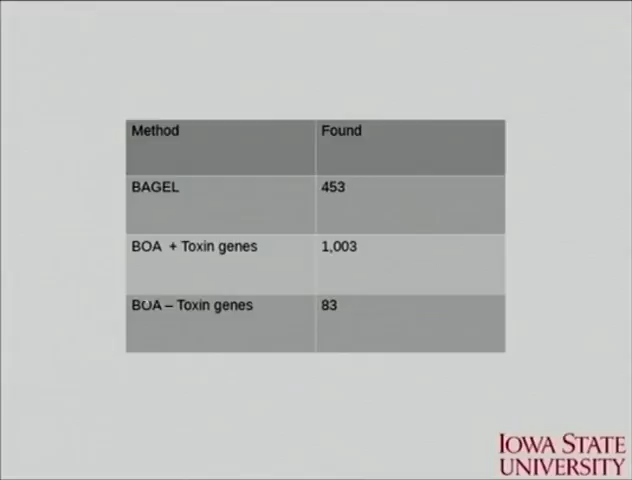 Method Found
BAGEL 453
BOA + Toxin genes 1,003
BOA – Toxin genes 83
IOWA STATE
UNIVERSITY